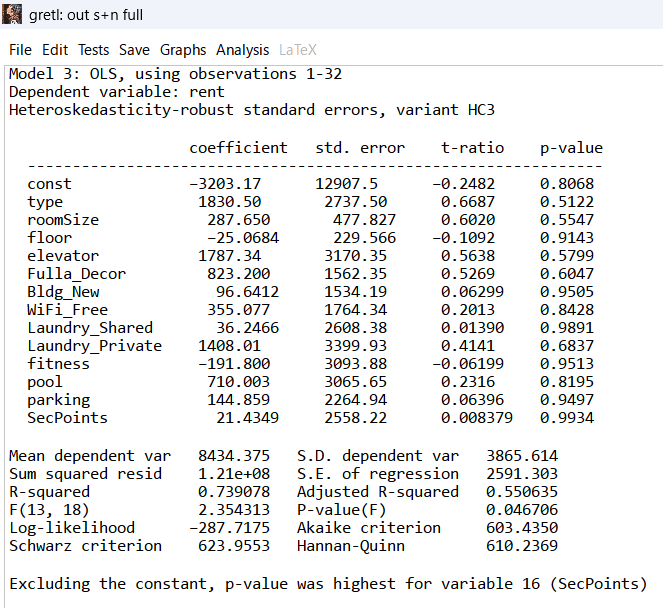 gretl: out s+n full
File Edit Tests Save Graphs Analysis LaTeX
Model 3: OLS, using observations 1-32
Dependent variable: rent
Heteroskedasticity-robust standard errors, variant HC3
coefficient std. error t-ratio p-value
----------------------------------------------------------------
const −3203.17 12907.5 −0.2482 0.8068
type 1830.50 2737.50 0.6687 0.5122
roomSize 287.650 477.827 0.6020 0.5547
floor −25.0684 229.566 −0.1092 0.9143
elevator 1787.34 3170.35 0.5638 0.5799
Fulla_Decor 823.200 1562.35 0.5269 0.6047
Bldg_New 96.6412 1534.19 0.06299 0.9505
WiFi_Free 355.077 1764.34 0.2013 0.8428
Laundry_Shared 36.2466 2608.38 0.01390 0.9891
Laundry_Private 1408.01 3399.93 0.4141 0.6837
fitness −191.800 3093.88 −0.06199 0.9513
pool 710.003 3065.65 0.2316 0.8195
parking 144.859 2264.94 0.06396 0.9497
SecPoints 21.4349 2558.22 0.008379 0.9934
Mean dependent var 8434.375 S.D. dependent var 3865.614
Sum squared resid 1.21e+08 S.E. of regression 2591.303
R-squared 0.739078 Adjusted R-squared 0.550635
F(13, 18) 2.354313 P-value(F) 0.046706
Log-likelihood −287.7175 Akaike criterion 603.4350
Schwarz criterion 623.9553 Hannan-Quinn 610.2369
Excluding the constant, p-value was highest for variable 16 (SecPoints)